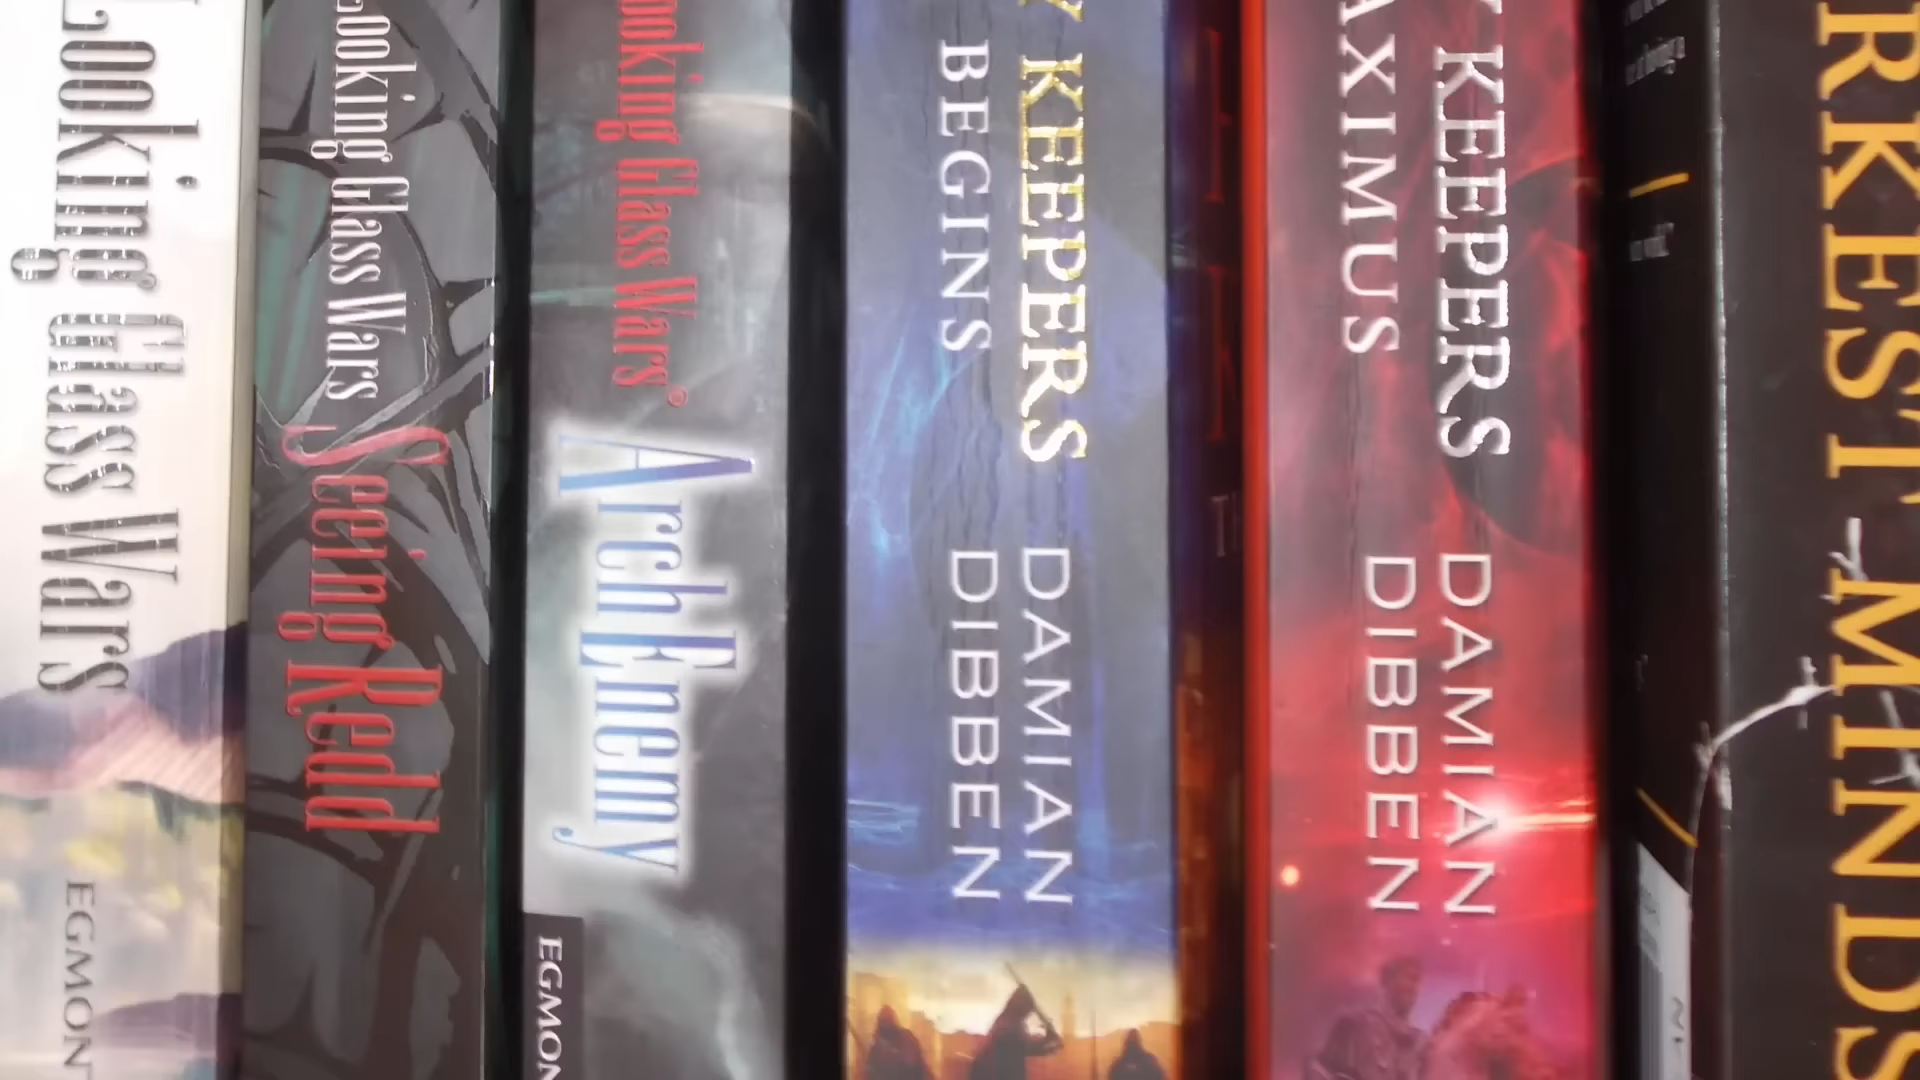 Looking Glass Wars
EGMONT
Looking Glass Wars
Seeing Redd
Looking Glass Wars®
ArchEnemy
EGMON
Y KEEPERS
BEGINS
DAMIAN
DIBBEN
Y KEEPERS
AXIMUS
DAMIAN
DIBBEN
RKEST MINDS